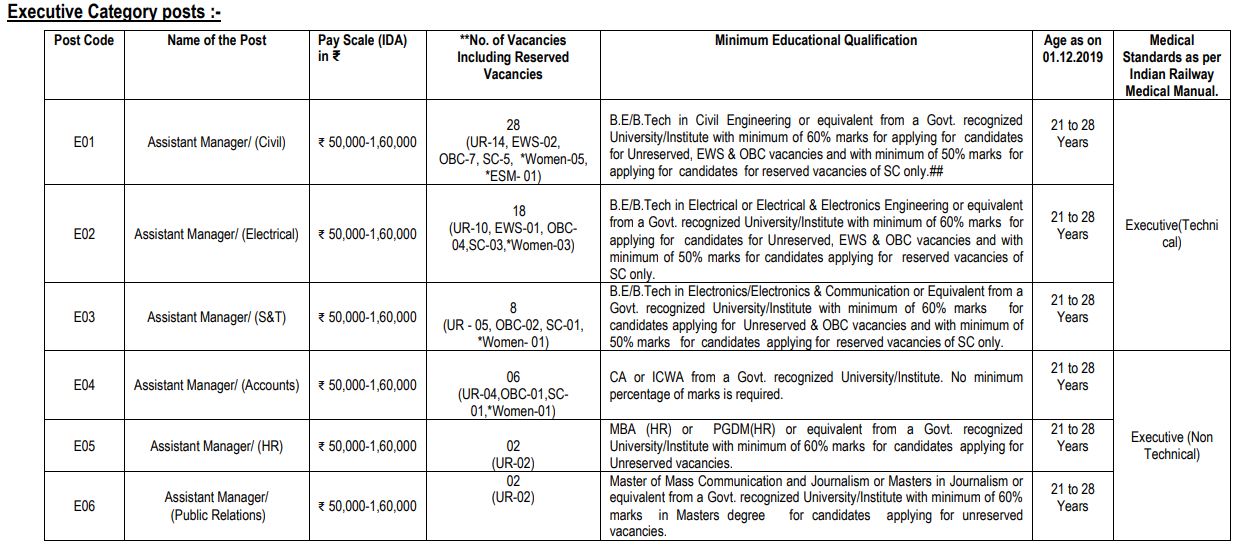 Executive Category posts :-
Post Code
Name of the Post
Pay Scale (IDA)
in ₹
**No. of Vacancies
Including Reserved
Vacancies
Minimum Educational Qualification
Age as on
01.12.2019
Medical
Standards as per
Indian Railway
Medical Manual.
E01
Assistant Manager/ (Civil)
₹ 50,000-1,60,000
28
(UR-14, EWS-02,
OBC-7, SC-5, *Women-05,
*ESM- 01)
B.E/B.Tech in Civil Engineering or equivalent from a Govt. recognized
University/Institute with minimum of 60% marks for applying for candidates
for Unreserved, EWS & OBC vacancies and with minimum of 50% marks for
applying for candidates for reserved vacancies of SC only.##
21 to 28
Years
Executive(Techni
cal)
E02
Assistant Manager/ (Electrical)
₹ 50,000-1,60,000
18
(UR-10, EWS-01, OBC-
04,SC-03,*Women-03)
B.E/B.Tech in Electrical or Electrical & Electronics Engineering or equivalent
from a Govt. recognized University/Institute with minimum of 60% marks for
applying for candidates for Unreserved, EWS & OBC vacancies and with
minimum of 50% marks for candidates applying for reserved vacancies of
SC only.
21 to 28
Years
E03
Assistant Manager/ (S&T)
₹ 50,000-1,60,000
8
(UR - 05, OBC-02, SC-01,
*Women- 01)
B.E/B.Tech in Electronics/Electronics & Communication or Equivalent from a
Govt. recognized University/Institute with minimum of 60% marks for
candidates applying for Unreserved & OBC vacancies and with minimum of
50% marks for candidates applying for reserved vacancies of SC only.
21 to 28
Years
E04
Assistant Manager/ (Accounts)
₹ 50,000-1,60,000
06
(UR-04,OBC-01,SC-
01,*Women-01)
CA or ICWA from a Govt. recognized University/Institute. No minimum
percentage of marks is required.
21 to 28
Years
Executive (Non
Technical)
E05
Assistant Manager/ (HR)
₹ 50,000-1,60,000
02
(UR-02)
MBA (HR) or PGDM(HR) or equivalent from a Govt. recognized
University/Institute with minimum of 60% marks for candidates applying for
Unreserved vacancies.
21 to 28
Years
E06
Assistant Manager/
(Public Relations)
₹ 50,000-1,60,000
02
(UR-02)
Master of Mass Communication and Journalism or Masters in Journalism or
equivalent from a Govt. recognized University/Institute with minimum of 60%
marks in Masters degree for candidates applying for unreserved
vacancies.
21 to 28
Years